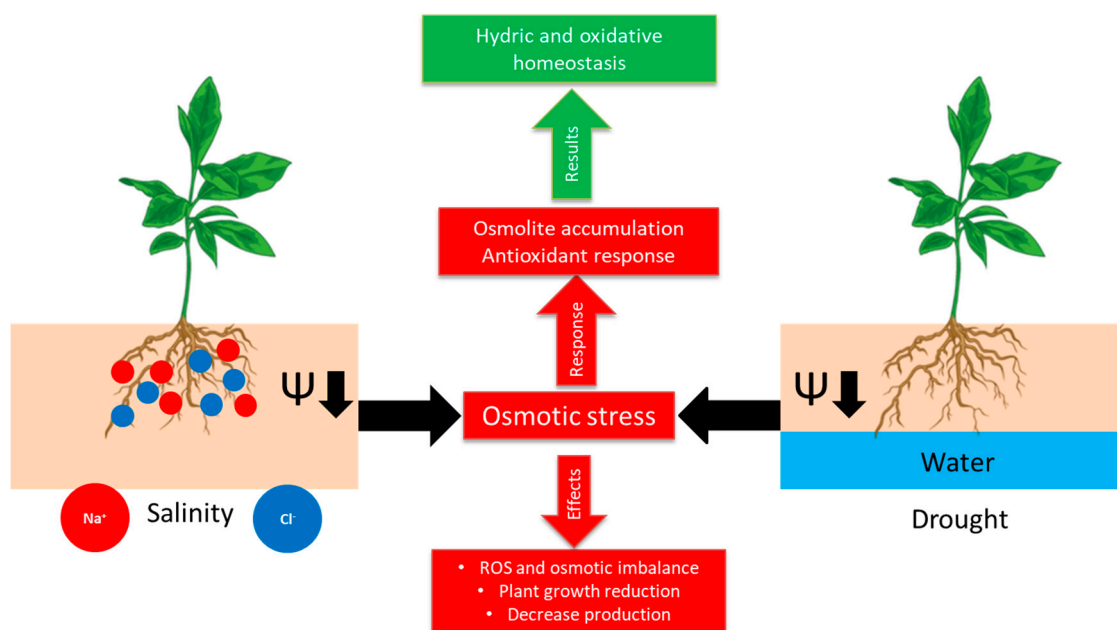 Hydric and oxidative
homeostasis
Results
Osmolite accumulation
Antioxidant response
Response
Ψ
Osmotic stress
Ψ
Water
Na⁺
Salinity
Cl⁻
Drought
Effects
• ROS and osmotic imbalance
• Plant growth reduction
• Decrease production